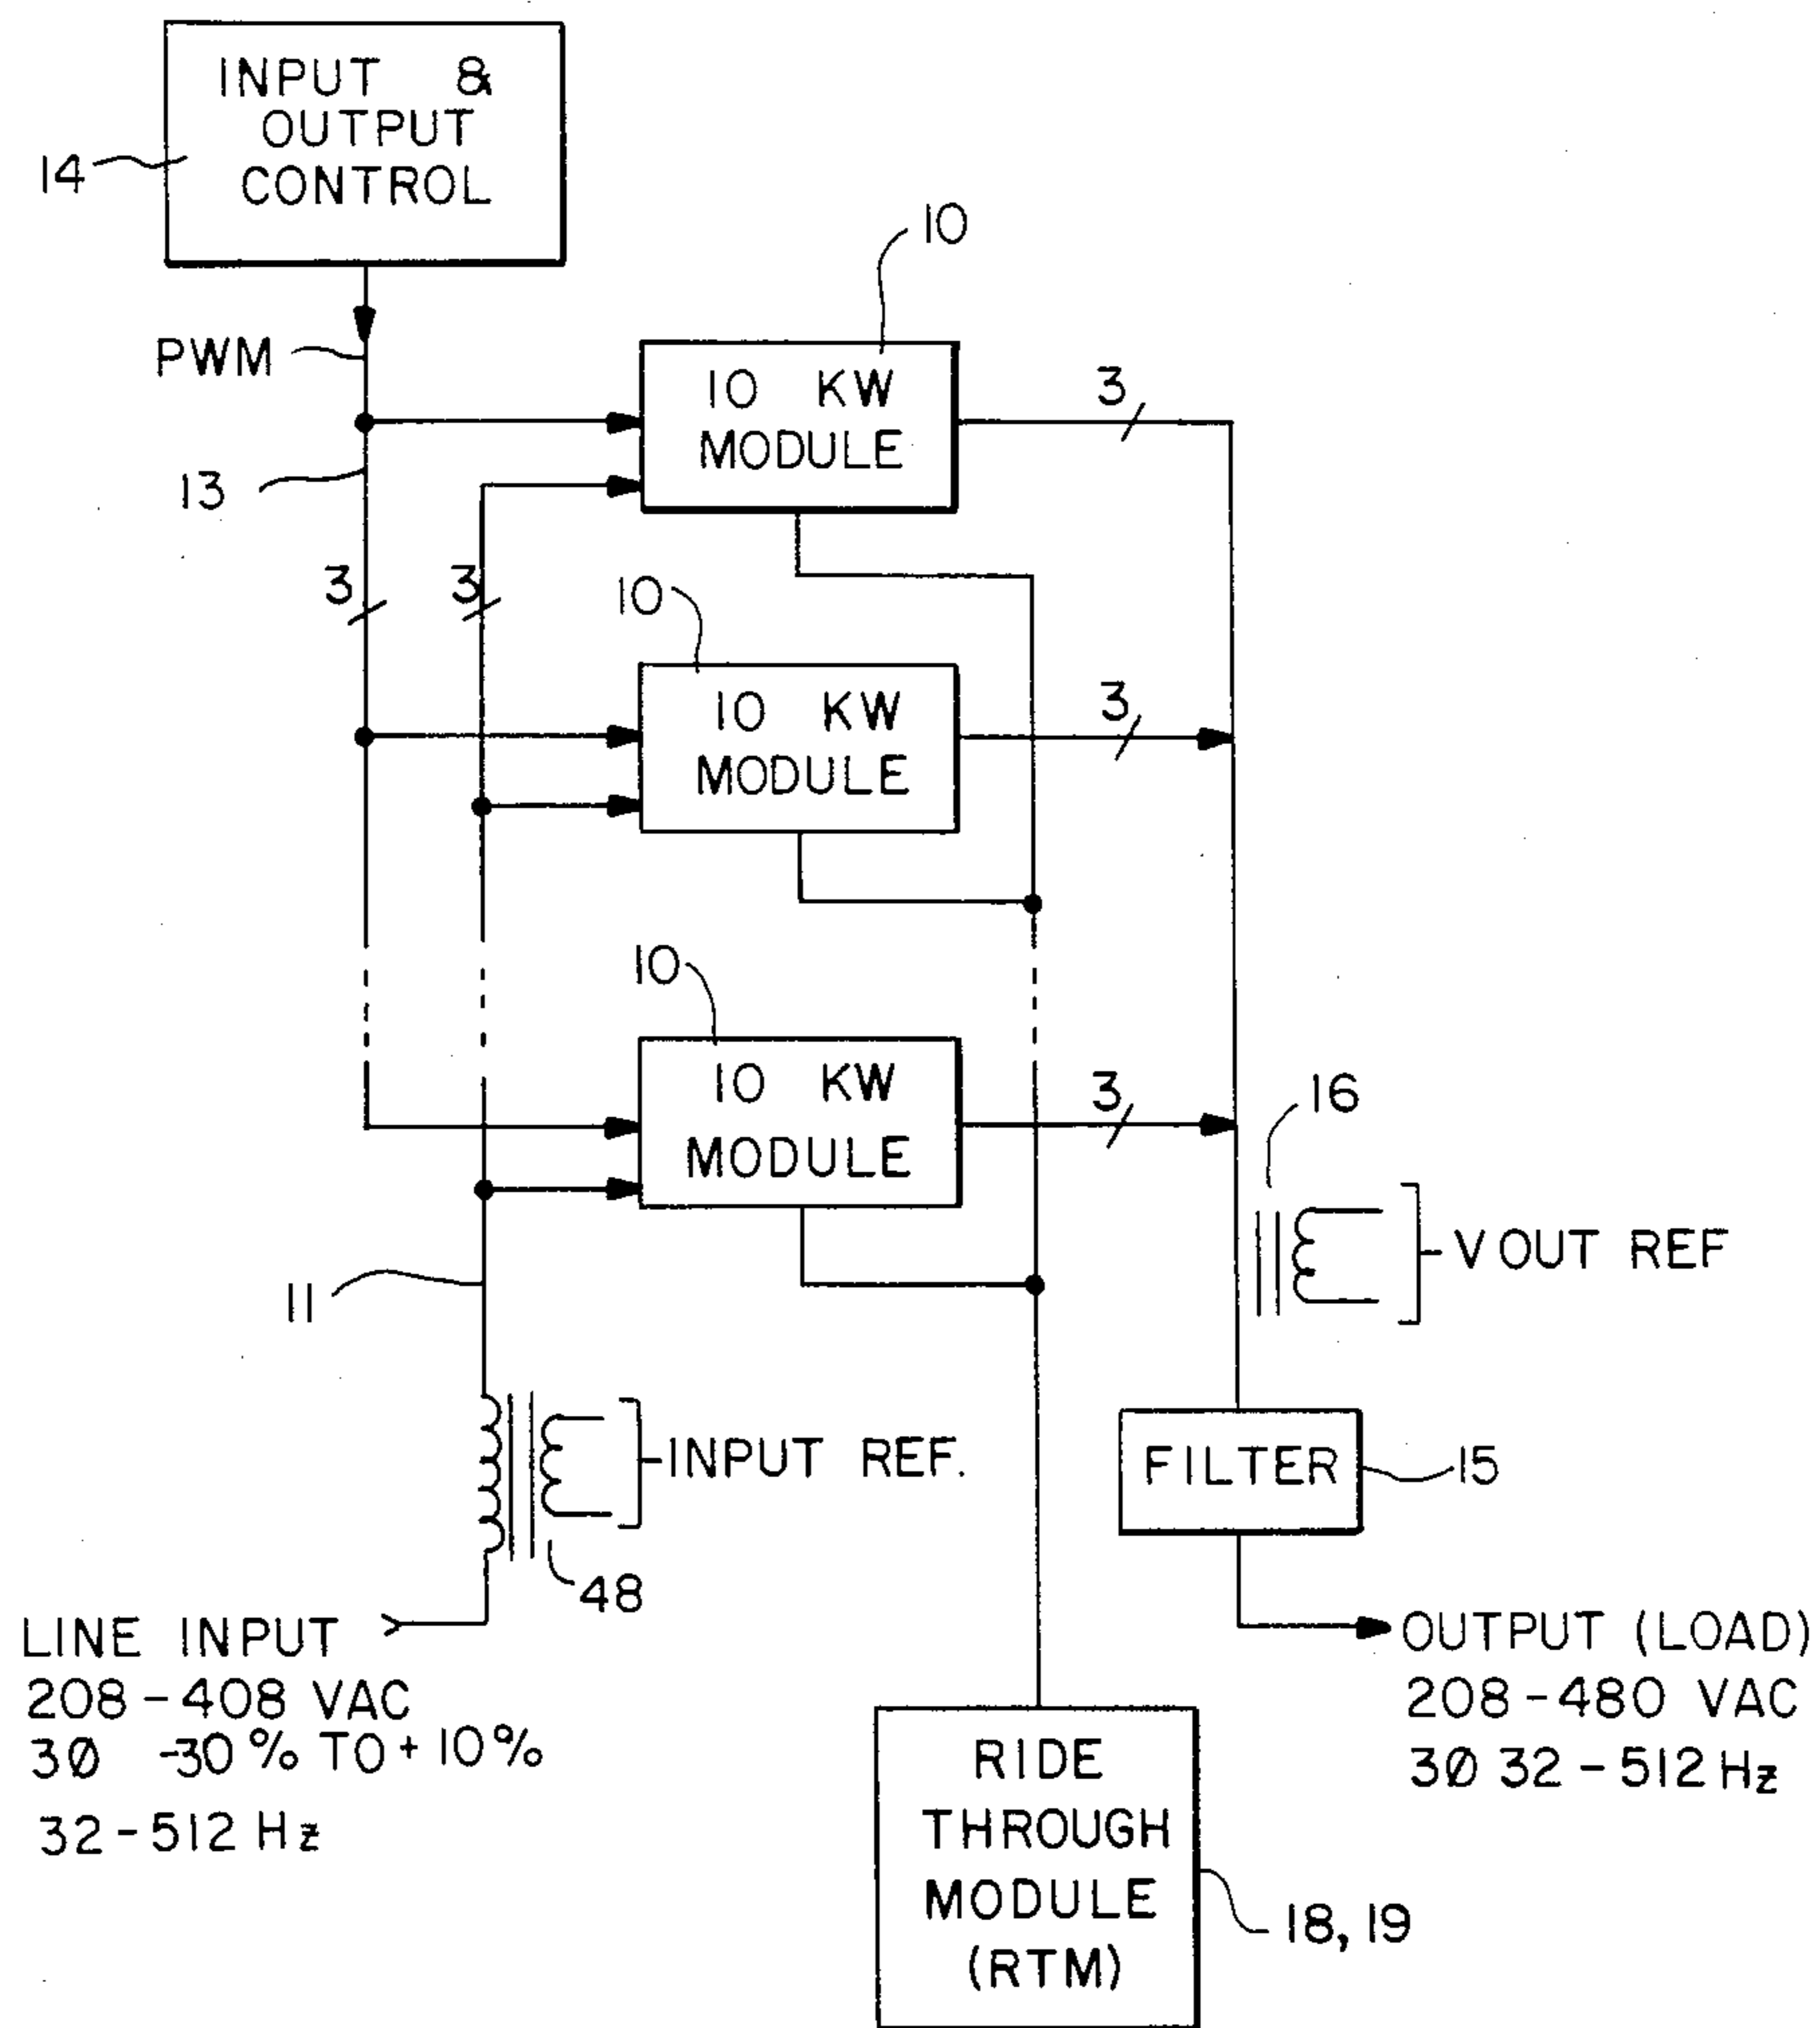 INPUT &
OUTPUT
CONTROL
14
PWM
13
3
3
10
10 KW
MODULE
3
10
10 KW
MODULE
3
10
10 KW
MODULE
3
16
VOUT REF
11
INPUT REF.
48
FILTER
15
LINE INPUT
208-408 VAC
3Ø -30% TO +10%
32-512 Hz
OUTPUT (LOAD)
208-480 VAC
3Ø 32-512 Hz
RIDE
THROUGH
MODULE
(RTM)
18, 19